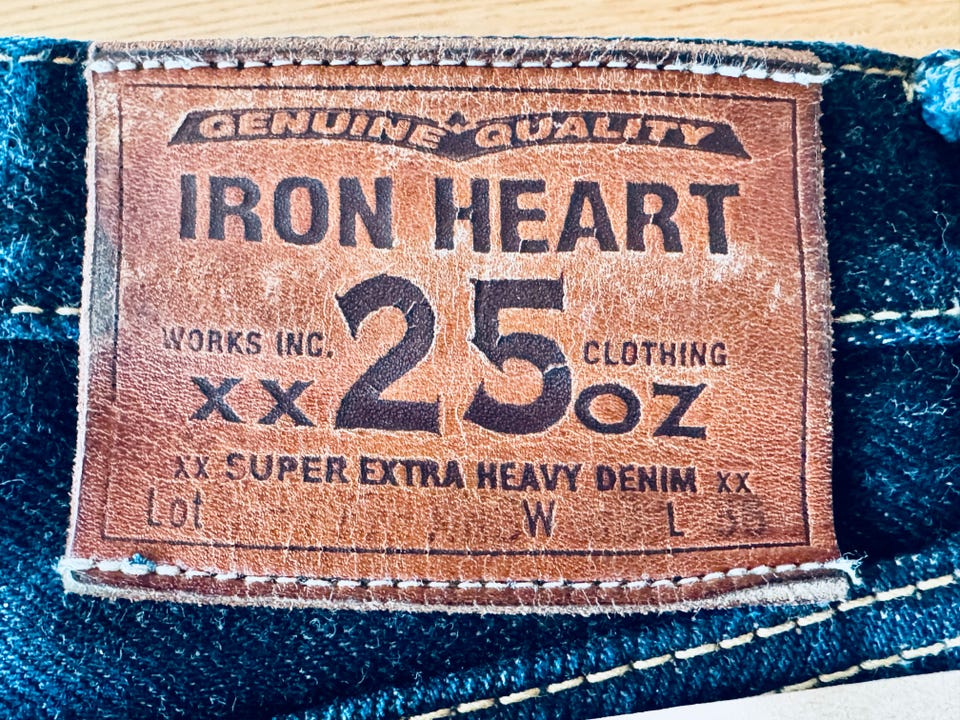 GENUINE QUALITY
IRON HEART
WORKS INC. 25 CLOTHING
XX OZ
XX SUPER EXTRA HEAVY DENIM XX
Lot W L